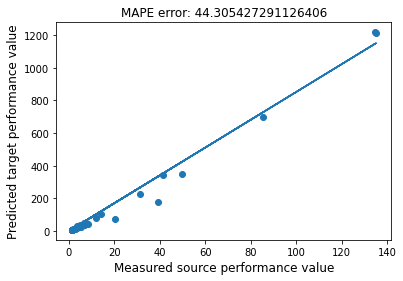 MAPE error: 44.305427291126406
Predicted target performance value
1200
1000
800
600
400
200
0
0 20 40 60 80 100 120 140
Measured source performance value